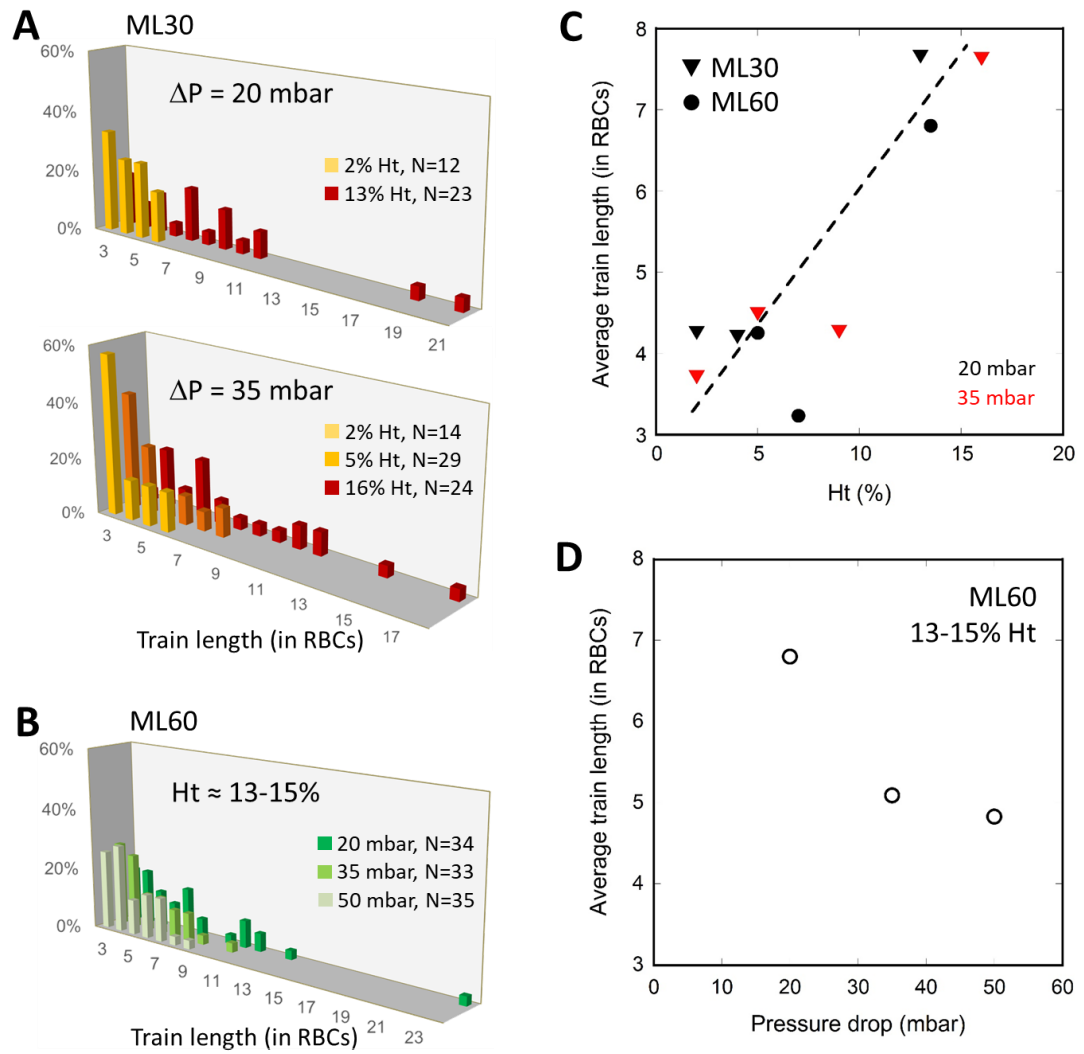 A
ML30
60%
40%
20%
0%
ΔP = 20 mbar
2% Ht, N=12
13% Ht, N=23
3
5
7
9
11
13
15
17
19
21
60%
40%
20%
0%
ΔP = 35 mbar
2% Ht, N=14
5% Ht, N=29
16% Ht, N=24
3
5
7
9
11
13
15
17
Train length (in RBCs)
B
ML60
60%
40%
20%
0%
Ht ≈ 13-15%
20 mbar, N=34
35 mbar, N=33
50 mbar, N=35
3
5
7
9
11
13
15
17
19
21
23
Train length (in RBCs)
C
Average train length (in RBCs)
8
7
6
5
4
3
ML30
ML60
20 mbar
35 mbar
0
5
10
15
20
Ht (%)
D
Average train length (in RBCs)
8
7
6
5
4
3
ML60
13-15% Ht
0
10
20
30
40
50
60
Pressure drop (mbar)